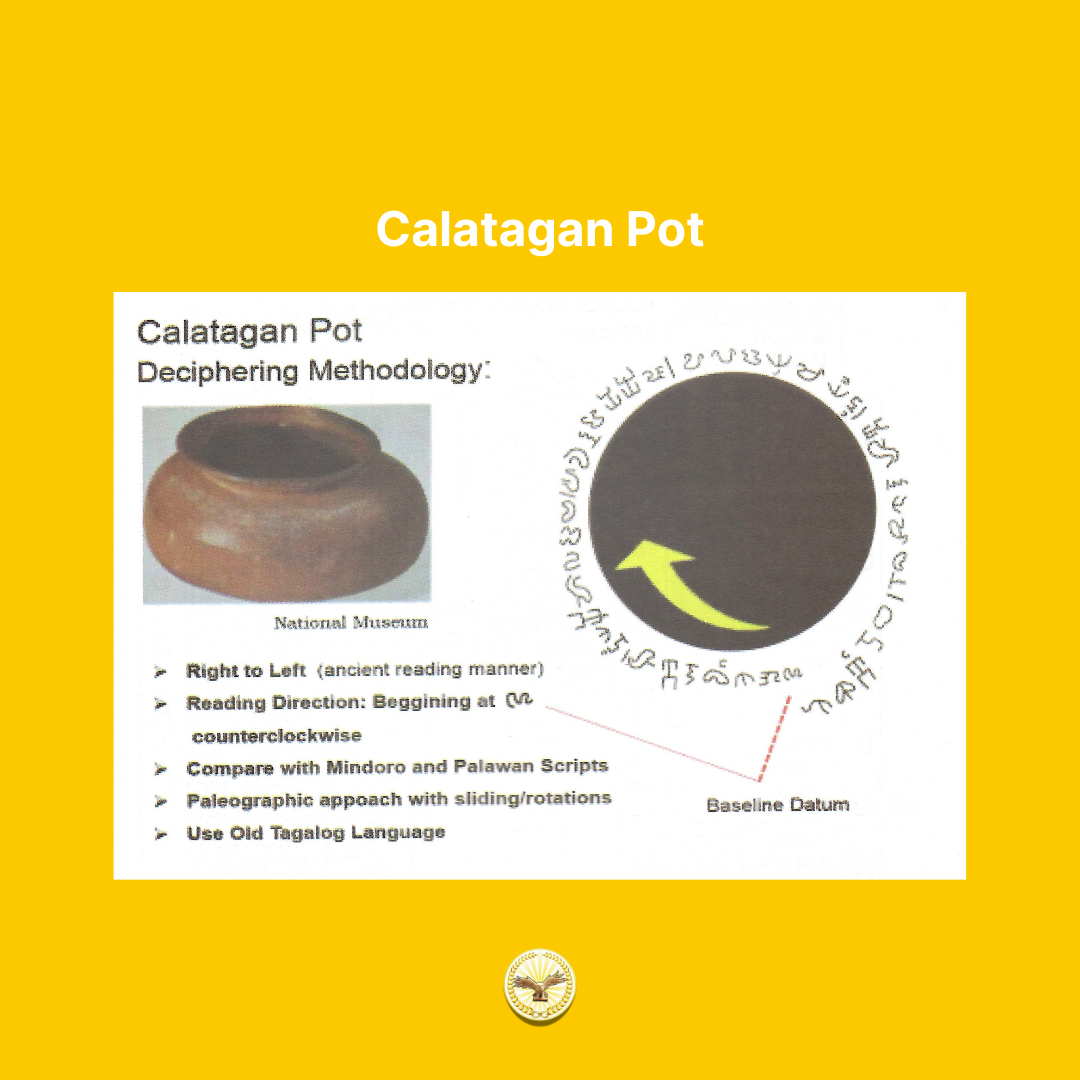 Calatagan Pot
Calatagan Pot
Deciphering Methodology:
National Museum
➢ Right to Left (ancient reading manner)
➢ Reading Direction: Beggining at
counterclockwise
➢ Compare with Mindoro and Palawan Scripts
➢ Paleographic appoach with sliding/rotations
➢ Use Old Tagalog Language
Baseline Datum